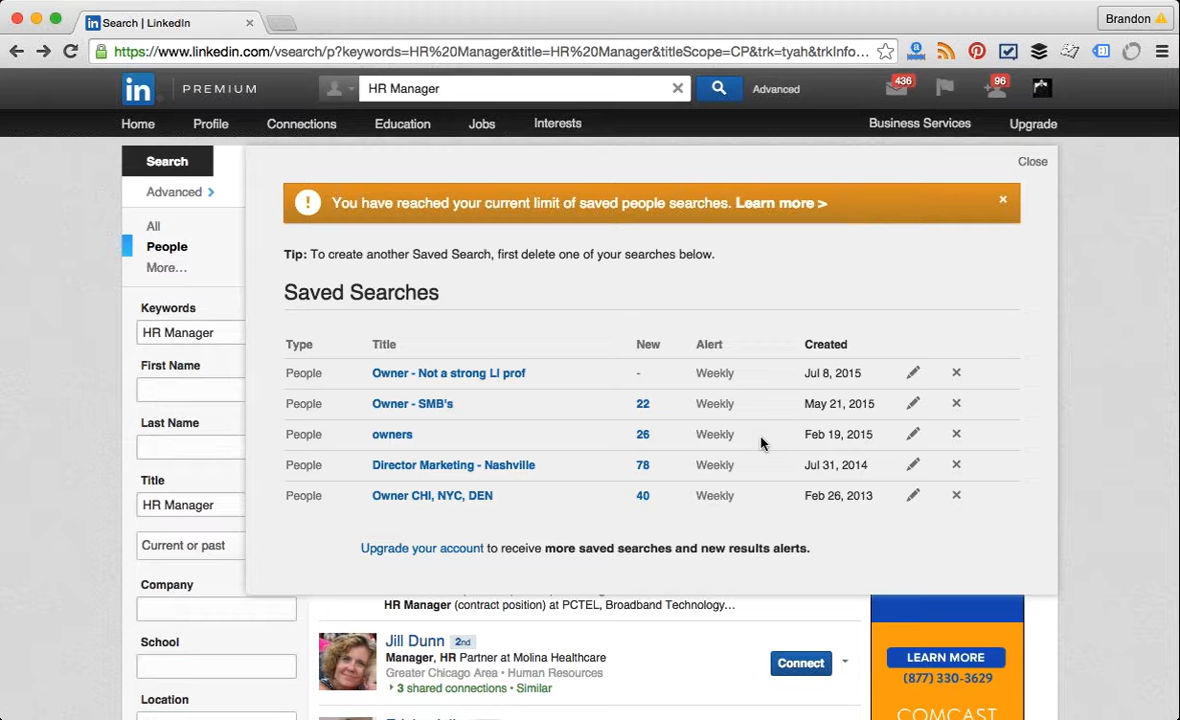 Search | LinkedIn
Brandon
https://www.linkedin.com/vsearch/p?keywords=HR%20Manager&title=HR%20Manager&titleScope=CP&trk=tyah&trkInfo...
in PREMIUM
HR Manager
Advanced
436
96
Home Profile Connections Education Jobs Interests Business Services Upgrade
Search
Close
Advanced
You have reached your current limit of saved people searches. Learn more >
All
People
More...
Tip: To create another Saved Search, first delete one of your searches below.
Saved Searches
Keywords
HR Manager
First Name
Last Name
Title
HR Manager
Current or past
Company
School
Location
Type Title New Alert Created
People Owner - Not a strong LI prof - Weekly Jul 8, 2015
People Owner - SMB's 22 Weekly May 21, 2015
People owners 26 Weekly Feb 19, 2015
People Director Marketing - Nashville 78 Weekly Jul 31, 2014
People Owner CHI, NYC, DEN 40 Weekly Feb 26, 2013
Upgrade your account to receive more saved searches and new results alerts.
HR Manager (contract position) at PCTEL, Broadband Technology...
Jill Dunn 2nd
Manager, HR Partner at Molina Healthcare
Greater Chicago Area • Human Resources
3 shared connections • Similar
Connect
LEARN MORE
(877) 330-3629
COMCAST